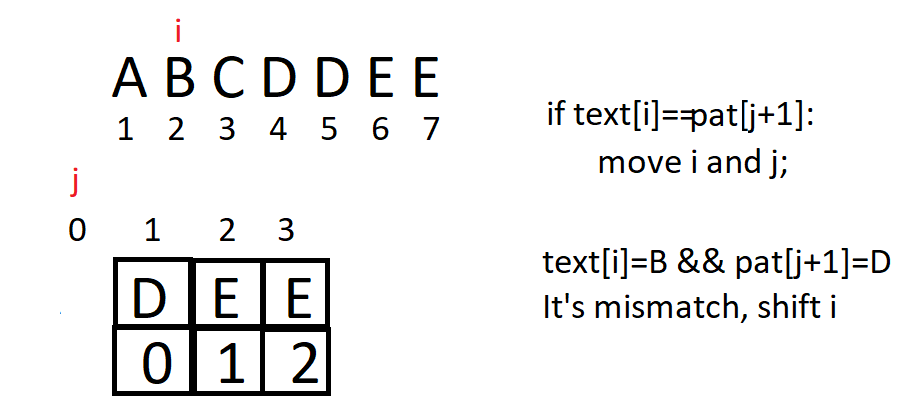 i
A B C D D E E
1 2 3 4 5 6 7
j
0 1 2 3
D E E
0 1 2
if text[i]==pat[j+1]:
move i and j;
text[i]=B && pat[j+1]=D
It's mismatch, shift i